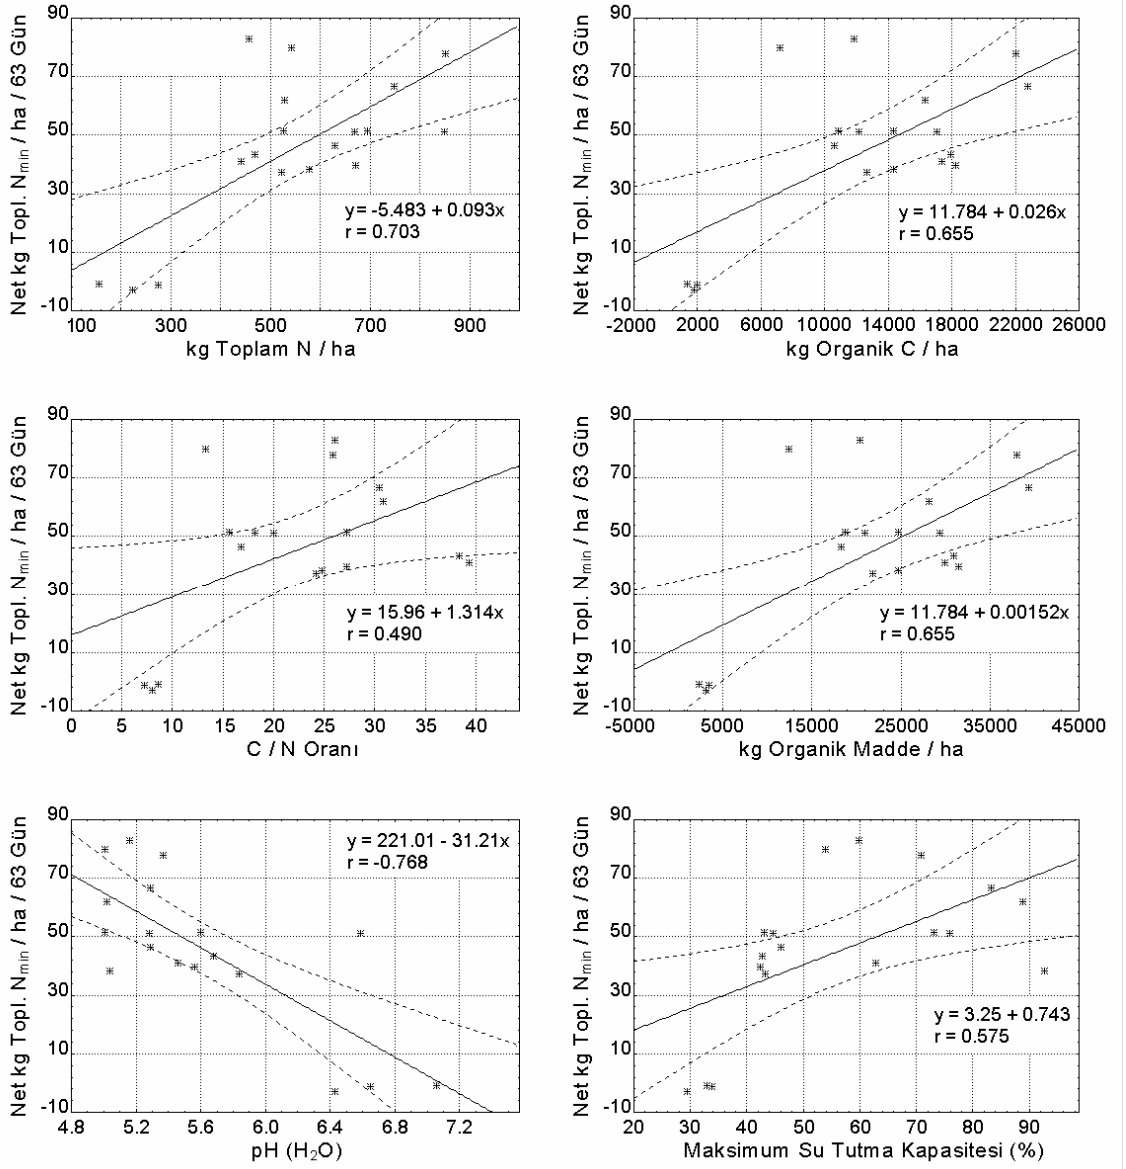 90
70
50
30
10
-10
Net kg Topl. Nmin / ha / 63 Gün
y= -5.483 + 0.093x
r = 0.703
100 300 500 700 900
kg Toplam N / ha
90
70
50
30
10
-10
Net kg Topl. Nmin / ha / 63 Gün
y = 11.784 + 0.026x
r = 0.655
-2000 2000 6000 10000 14000 18000 22000 26000
kg Organik C / ha
90
70
50
30
10
-10
Net kg Topl. Nmin / ha / 63 Gün
y = 15.96 + 1.314x
r = 0.490
0 5 10 15 20 25 30 35 40
C / N Oranı
90
70
50
30
10
-10
Net kg Topl. Nmin / ha / 63 Gün
y = 11.784 + 0.00152x
r = 0.655
-5000 5000 15000 25000 35000 45000
kg Organik Madde / ha
90
70
50
30
10
-10
Net kg Topl. Nmin / ha / 63 Gün
y = 221.01 - 31.21x
r = -0.768
4.8 5.2 5.6 6.0 6.4 6.8 7.2
pH (H2O)
90
70
50
30
10
-10
Net kg Topl. Nmin / ha / 63 Gün
y = 3.25 + 0.743
r = 0.575
20 30 40 50 60 70 80 90
Maksimum Su Tutma Kapasitesi (%)